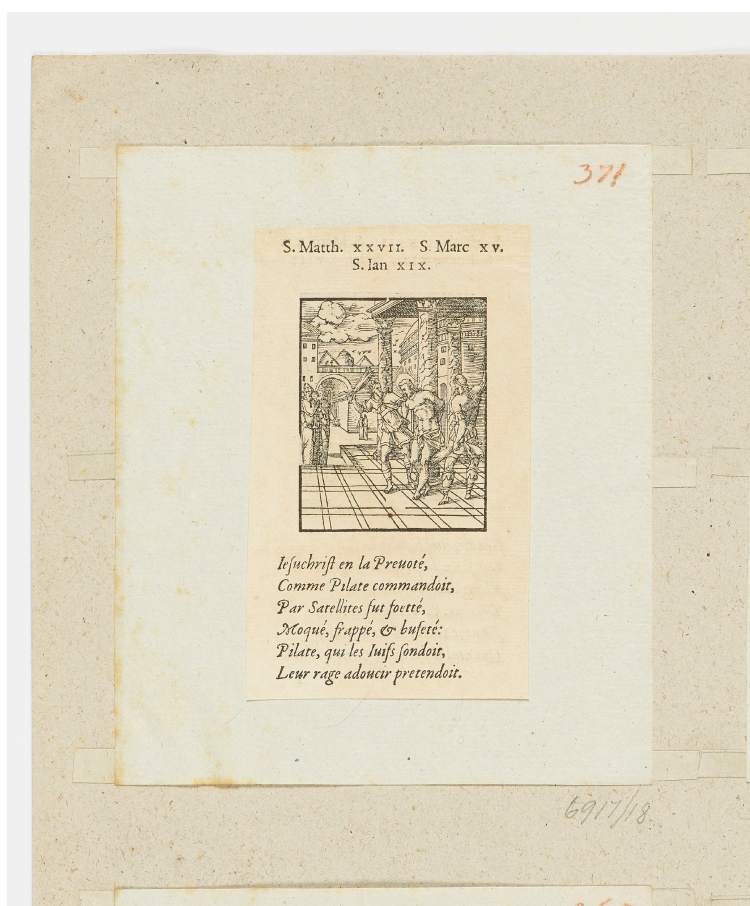 371
S. Matth. XXVII. S. Marc XV.
S. Ian XIX.
Ieſuchriſt en la Preuoté,
Comme Pilate commandoit,
Par Satellites fut foetté,
Moqué, frappé, & bufeté:
Pilate, qui les Iuifs ſondoit,
Leur rage adoucir pretendoit.
6917/18